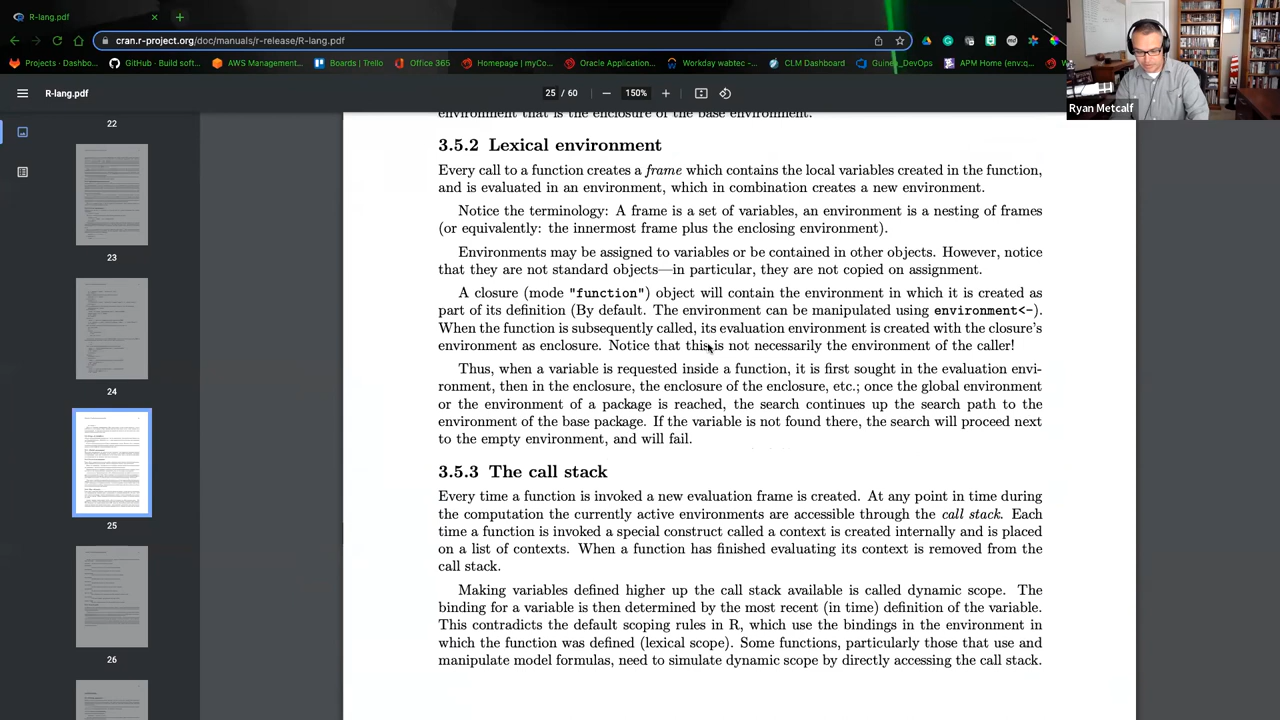 R-lang.pdf
cran.r-project.org/doc/manuals/r-release/R-lang.pdf
Projects - Dashbo... GitHub · Build soft... AWS Management... Boards | Trello Office 365 Homepage | myCo... Oracle Application... Workday wabtec -... CLM Dashboard Guiney_DevOps APM Home (env:q...
R-lang.pdf 25 / 60 150%
Ryan Metcalf
22
23
24
25
26
environment that is the enclosure of the base environment.
3.5.2 Lexical environment
Every call to a function creates a frame which contains the local variables created in the function,
and is evaluated in an environment, which in combination creates a new environment.
Notice the terminology: A frame is a set of variables, an environment is a nesting of frames
(or equivalently: the innermost frame plus the enclosing environment).
Environments may be assigned to variables or be contained in other objects. However, notice
that they are not standard objects—in particular, they are not copied on assignment.
A closure (mode "function") object will contain the environment in which it is created as
part of its definition (By default. The environment can be manipulated using environment<-).
When the function is subsequently called, its evaluation environment is created with the closure's
environment as enclosure. Notice that this is not necessarily the environment of the caller!
Thus, when a variable is requested inside a function, it is first sought in the evaluation envi-
ronment, then in the enclosure, the enclosure of the enclosure, etc.; once the global environment
or the environment of a package is reached, the search continues up the search path to the
environment of the base package. If the variable is not found there, the search will proceed next
to the empty environment, and will fail.
3.5.3 The call stack
Every time a function is invoked a new evaluation frame is created. At any point in time during
the computation the currently active environments are accessible through the call stack. Each
time a function is invoked a special construct called a context is created internally and is placed
on a list of contexts. When a function has finished evaluating its context is removed from the
call stack.
Making variables defined higher up the call stack available is called dynamic scope. The
binding for a variable is then determined by the most recent (in time) definition of the variable.
This contradicts the default scoping rules in R, which use the bindings in the environment in
which the function was defined (lexical scope). Some functions, particularly those that use and
manipulate model formulas, need to simulate dynamic scope by directly accessing the call stack.